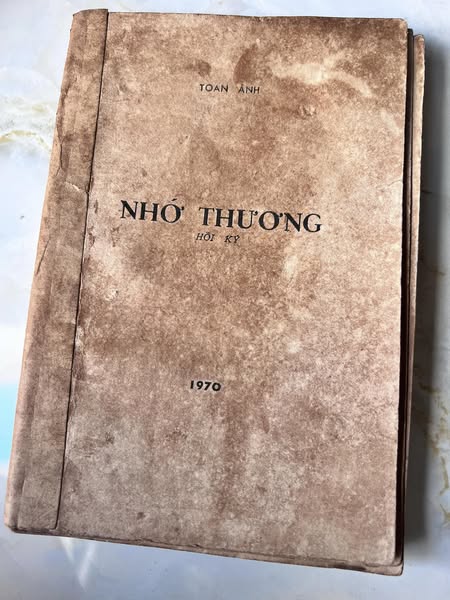 TOAN ÁNH
NHỚ THƯƠNG
HỒI KÝ
1970